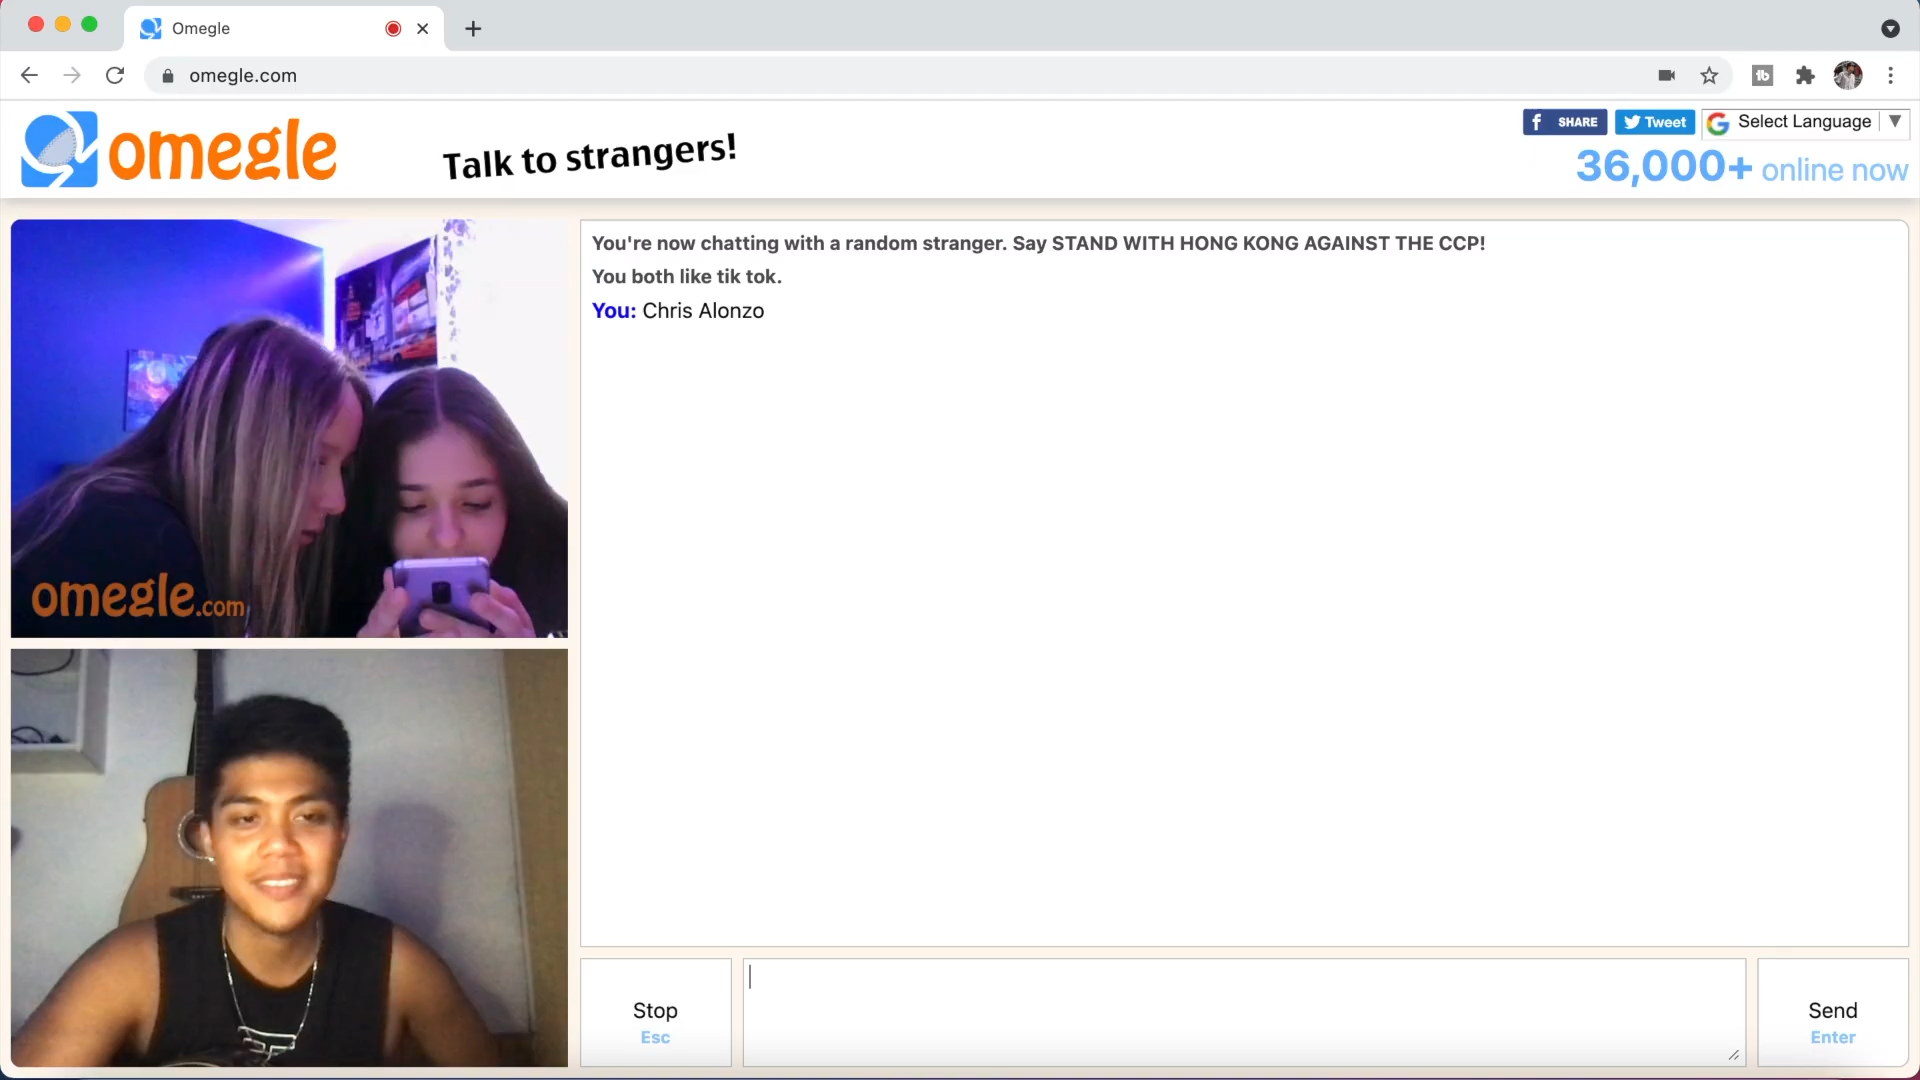 Omegle
omegle.com
omegle
Talk to strangers!
f SHARE
Tweet
G Select Language ▼
36,000+ online now
You're now chatting with a random stranger. Say STAND WITH HONG KONG AGAINST THE CCP!
You both like tik tok.
You: Chris Alonzo
omegle.com
Stop
Esc
Send
Enter